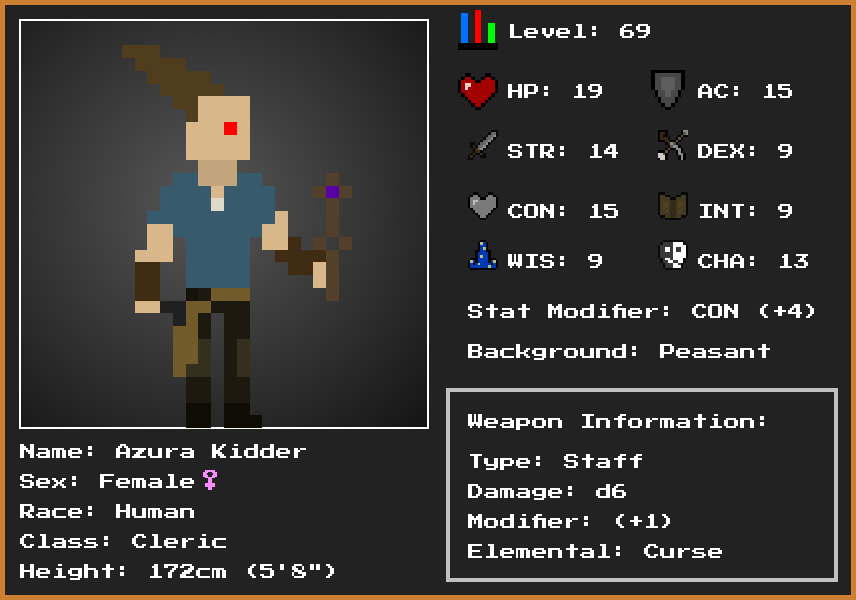 Level: 69
HP: 19 AC: 15
STR: 14 DEX: 9
CON: 15 INT: 9
WIS: 9 CHA: 13
Stat Modifier: CON (+4)
Background: Peasant
Weapon Information:
Type: Staff
Damage: d6
Modifier: (+1)
Elemental: Curse
Name: Azura Kidder
Sex: Female♀
Race: Human
Class: Cleric
Height: 172cm (5'8")